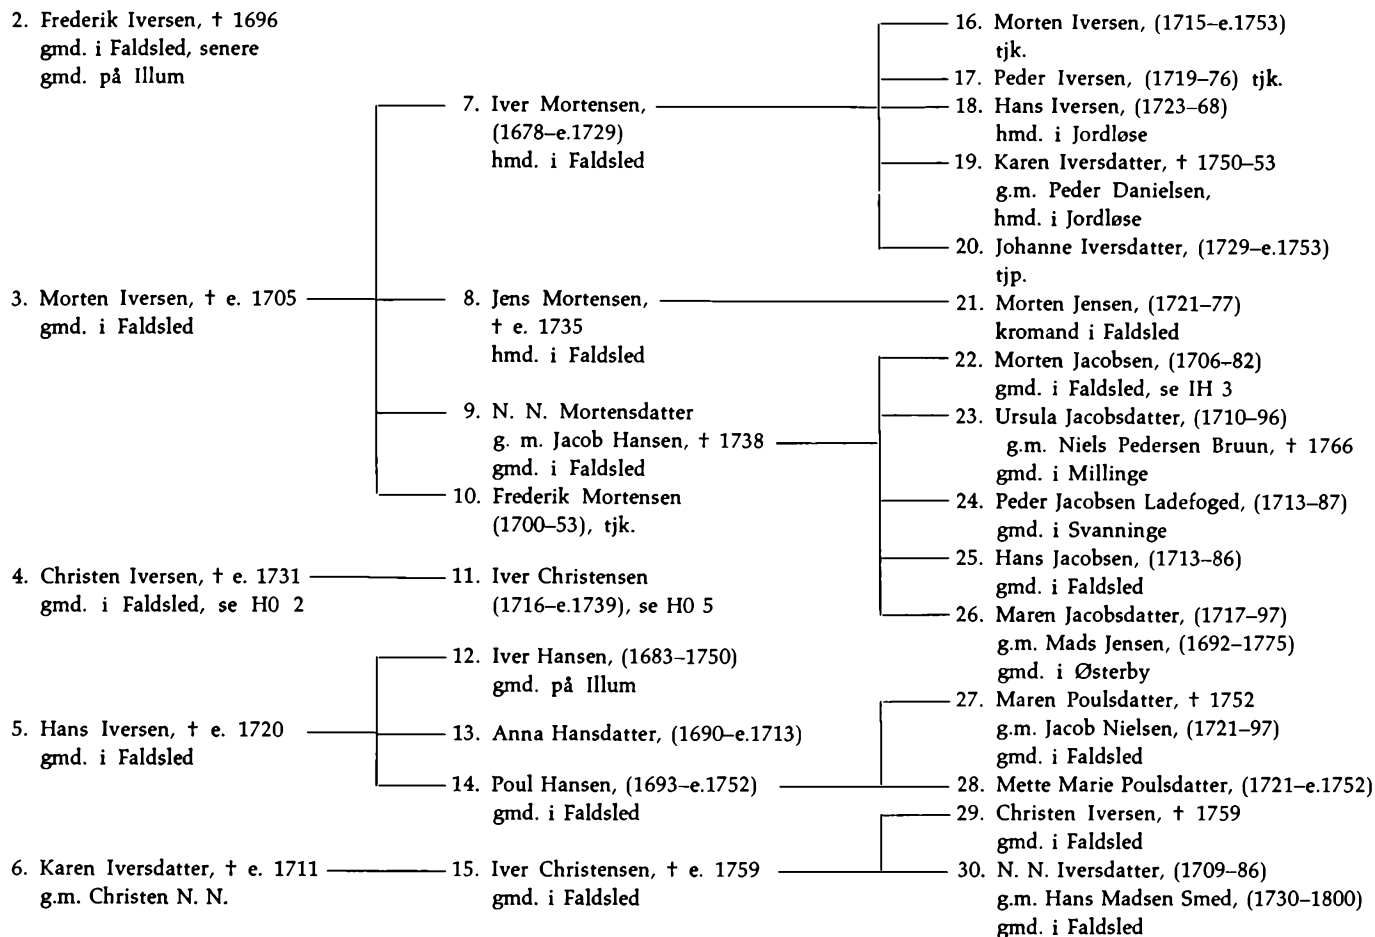 2. Frederik Iversen, † 1696
gmd. i Faldsled, senere
gmd. på Illum
3. Morten Iversen, † e. 1705
gmd. i Faldsled
4. Christen Iversen, † e. 1731
gmd. i Faldsled, se H0 2
5. Hans Iversen, † e. 1720
gmd. i Faldsled
6. Karen Iversdatter, † e. 1711
g.m. Christen N. N.
7. Iver Mortensen,
(1678–e.1729)
hmd. i Faldsled
8. Jens Mortensen,
† e. 1735
hmd. i Faldsled
9. N. N. Mortensdatter
g. m. Jacob Hansen, † 1738
gmd. i Faldsled
10. Frederik Mortensen
(1700–53), tjk.
11. Iver Christensen
(1716–e.1739), se H0 5
12. Iver Hansen, (1683–1750)
gmd. på Illum
13. Anna Hansdatter, (1690–e.1713)
14. Poul Hansen, (1693–e.1752)
gmd. i Faldsled
15. Iver Christensen, † e. 1759
gmd. i Faldsled
16. Morten Iversen, (1715–e.1753)
tjk.
17. Peder Iversen, (1719–76) tjk.
18. Hans Iversen, (1723–68)
hmd. i Jordløse
19. Karen Iversdatter, † 1750–53
g.m. Peder Danielsen,
hmd. i Jordløse
20. Johanne Iversdatter, (1729–e.1753)
tjp.
21. Morten Jensen, (1721–77)
kromand i Faldsled
22. Morten Jacobsen, (1706–82)
gmd. i Faldsled, se IH 3
23. Ursula Jacobsdatter, (1710–96)
g.m. Niels Pedersen Bruun, † 1766
gmd. i Millinge
24. Peder Jacobsen Ladefoged, (1713–87)
gmd. i Svanninge
25. Hans Jacobsen, (1713–86)
gmd. i Faldsled
26. Maren Jacobsdatter, (1717–97)
g.m. Mads Jensen, (1692–1775)
gmd. i Østerby
27. Maren Poulsdatter, † 1752
g.m. Jacob Nielsen, (1721–97)
gmd. i Faldsled
28. Mette Marie Poulsdatter, (1721–e.1752)
29. Christen Iversen, † 1759
gmd. i Faldsled
30. N. N. Iversdatter, (1709–86)
g.m. Hans Madsen Smed, (1730–1800)
gmd. i Faldsled